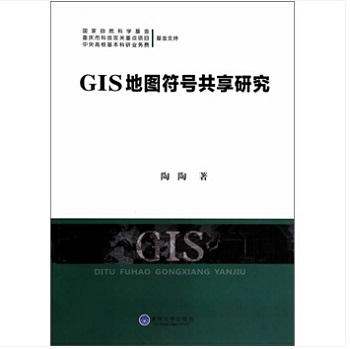 国家自然科学基金
重庆市科技攻关重点项目 基金支持
中央高校基本科研业务费
GIS地图符号共享研究
陶 陶 著
GIS
DITU FUHAO GONGXIANG YANJIU